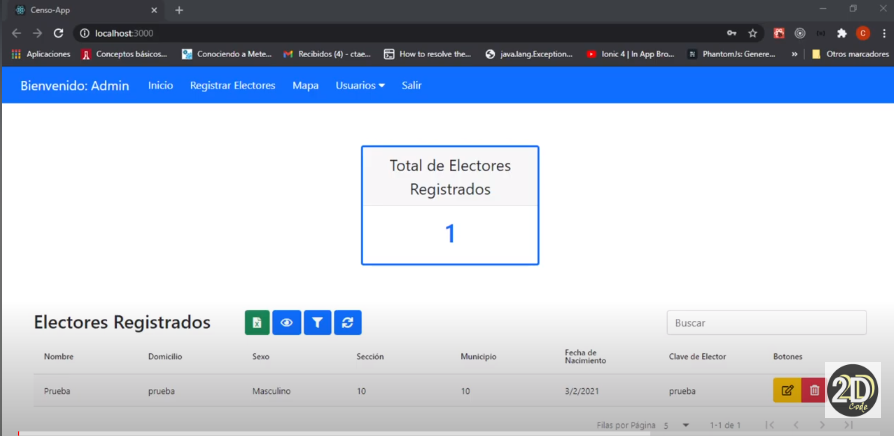 Censo-App
localhost:3000
Aplicaciones Conceptos básicos... Conociendo a Mete... Recibidos (4) - ctae... How to resolve the... java.lang.Exception... Ionic 4 | In App Bro... PhantomJs: Genere... » Otros marcadores
C
Bienvenido: Admin Inicio Registrar Electores Mapa Usuarios Salir
Total de Electores
Registrados
1
Electores Registrados Buscar
Nombre Domicilio Sexo Sección Municipio Fecha de Nacimiento Clave de Elector Botones
Prueba prueba Masculino 10 10 3/2/2021 prueba
2D
Code
Filas por Página 5 1-1 de 1